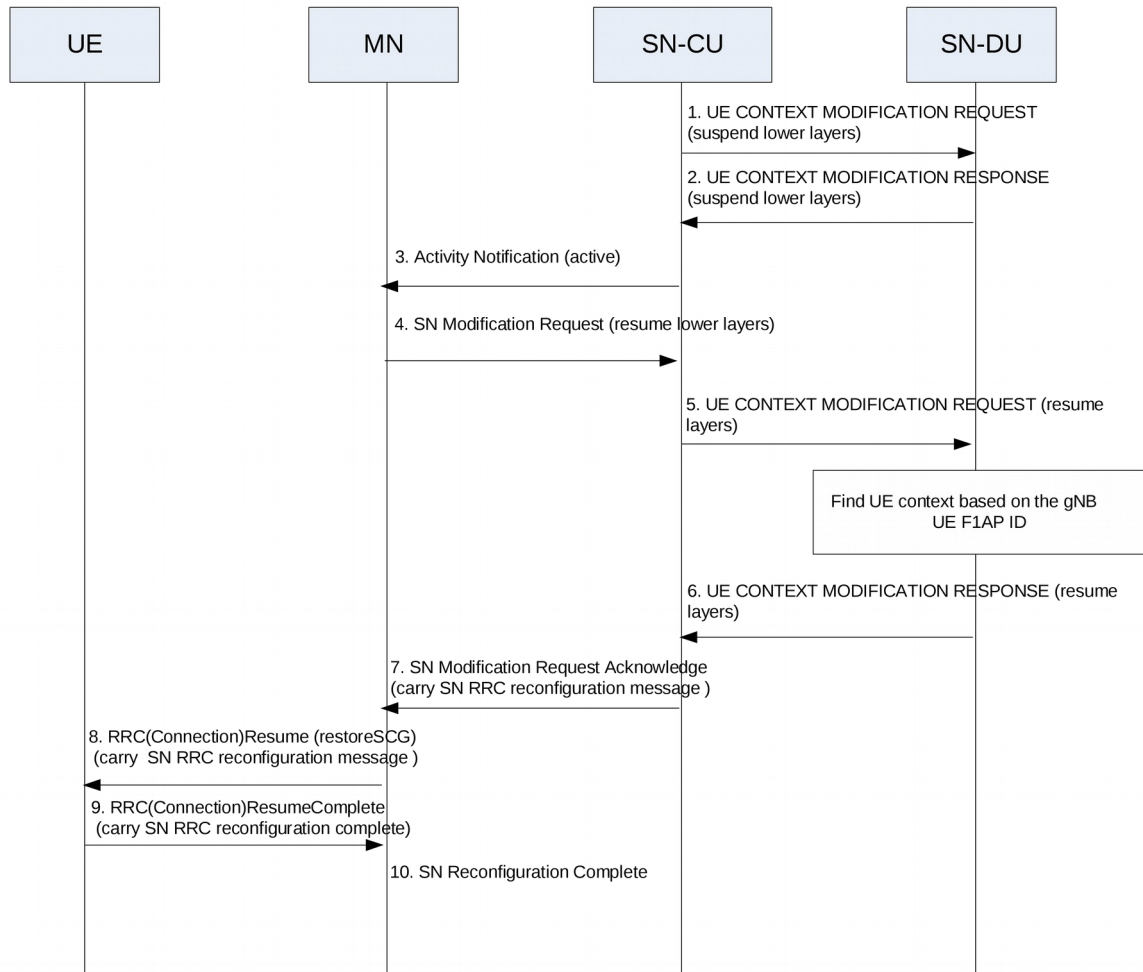 UE
MN
SN-CU
SN-DU
1. UE CONTEXT MODIFICATION REQUEST
(suspend lower layers)
2. UE CONTEXT MODIFICATION RESPONSE
(suspend lower layers)
3. Activity Notification (active)
4. SN Modification Request (resume lower layers)
5. UE CONTEXT MODIFICATION REQUEST (resume
layers)
Find UE context based on the gNB
UE F1AP ID
6. UE CONTEXT MODIFICATION RESPONSE (resume
layers)
7. SN Modification Request Acknowledge
(carry SN RRC reconfiguration message )
8. RRC(Connection)Resume (restoreSCG)
(carry  SN RRC reconfiguration message )
9. RRC(Connection)ResumeComplete
(carry SN RRC reconfiguration complete)
10. SN Reconfiguration Complete